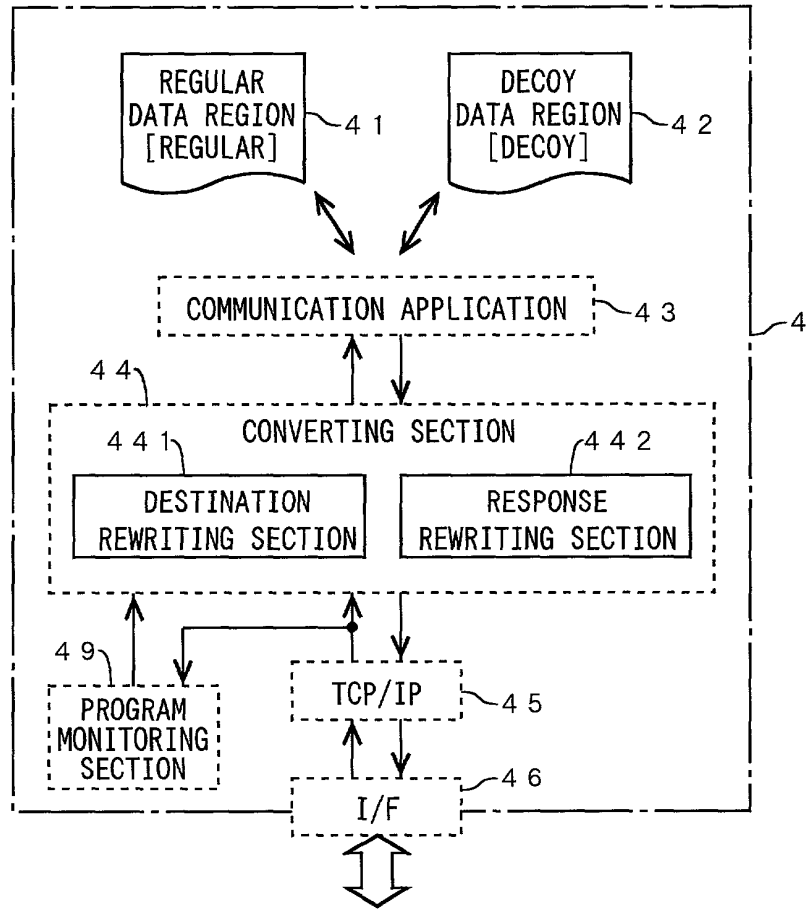 REGULAR
DATA REGION
[REGULAR]
41
DECOY
DATA REGION
[DECOY]
42
COMMUNICATION APPLICATION
43
4
44
CONVERTING SECTION
441
DESTINATION
REWRITING SECTION
442
RESPONSE
REWRITING SECTION
49
PROGRAM
MONITORING
SECTION
TCP/IP
45
I/F
46